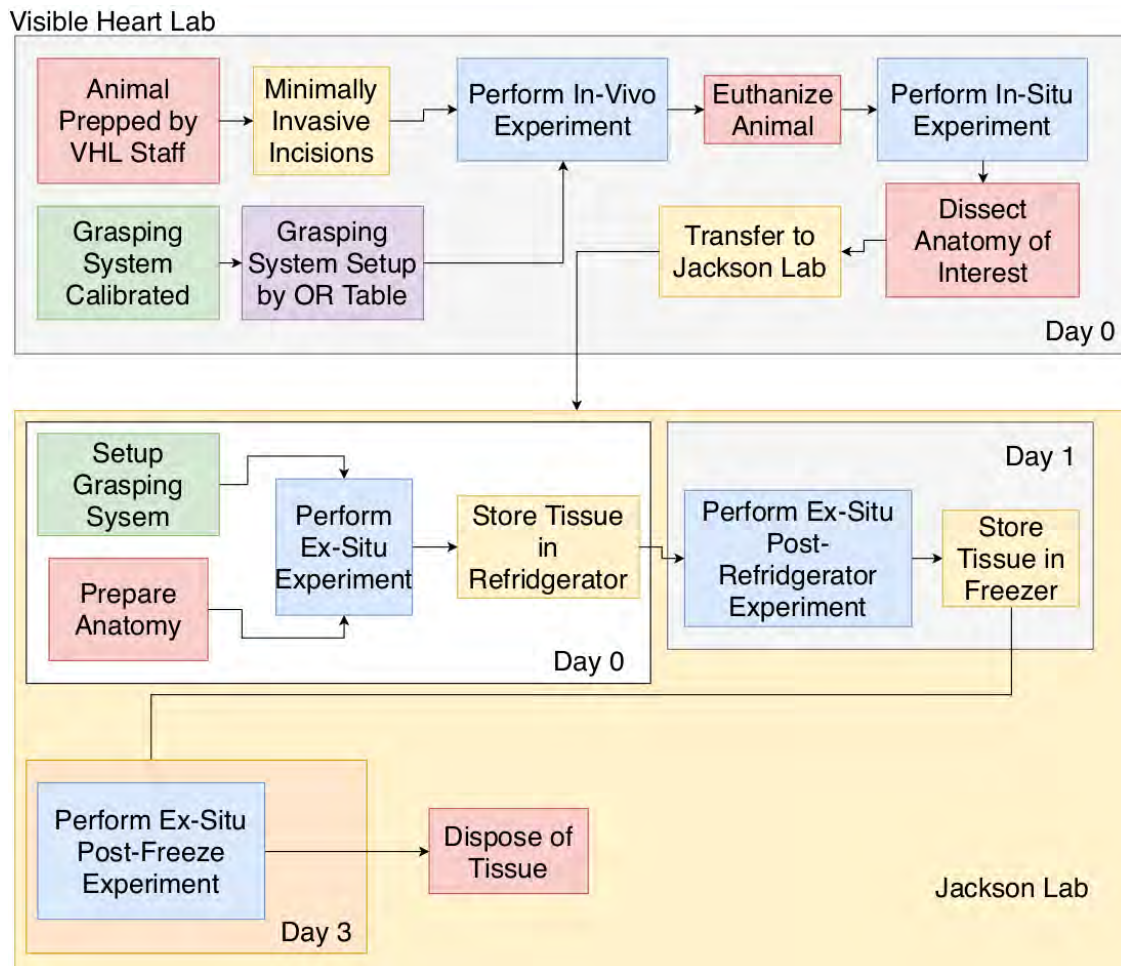 Visible Heart Lab
Animal
Prepped by
VHL Staff
Minimally
Invasive
Incisions
Perform In-Vivo
Experiment
Euthanize
Animal
Perform In-Situ
Experiment
Grasping
System
Calibrated
Grasping
System Setup
by OR Table
Transfer to
Jackson Lab
Dissect
Anatomy of
Interest
Day 0
Setup
Grasping
Sysem
Prepare
Anatomy
Perform
Ex-Situ
Experiment
Store Tissue
in
Refridgerator
Day 0
Day 1
Perform Ex-Situ
Post-
Refridgerator
Experiment
Store
Tissue in
Freezer
Perform Ex-Situ
Post-Freeze
Experiment
Day 3
Dispose of
Tissue
Jackson Lab